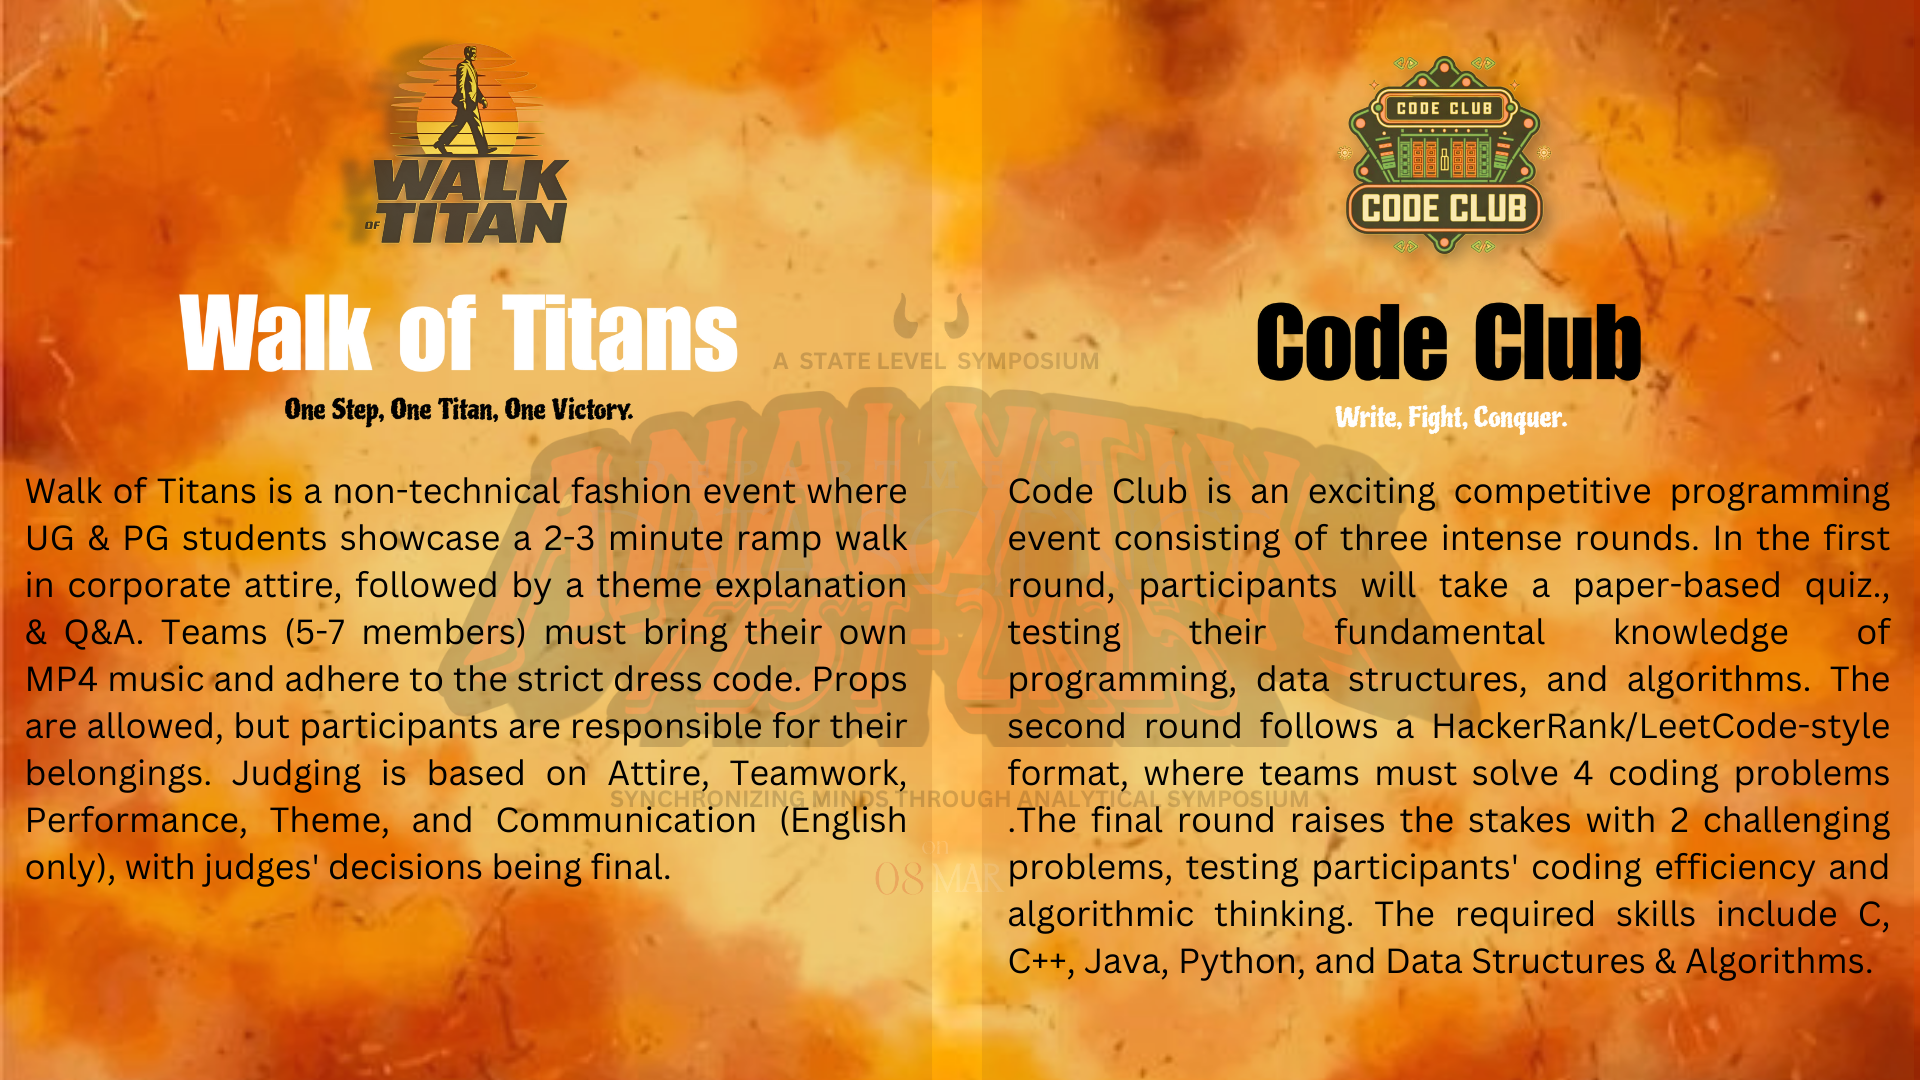 WALK
OF TITAN
Walk of Titans
One Step, One Titan, One Victory.
Walk of Titans is a non-technical fashion event where
UG & PG students showcase a 2-3 minute ramp walk
in corporate attire, followed by a theme explanation
& Q&A. Teams (5-7 members) must bring their own
MP4 music and adhere to the strict dress code. Props
are allowed, but participants are responsible for their
belongings. Judging is based on Attire, Teamwork,
Performance, Theme, and Communication (English
only), with judges' decisions being final.
CODE CLUB
CODE CLUB
Code Club
Write, Fight, Conquer.
Code Club is an exciting competitive programming
event consisting of three intense rounds. In the first
round, participants will take a paper-based quiz.,
testing their fundamental knowledge of
programming, data structures, and algorithms. The
second round follows a HackerRank/LeetCode-style
format, where teams must solve 4 coding problems
.The final round raises the stakes with 2 challenging
problems, testing participants' coding efficiency and
algorithmic thinking. The required skills include C,
C++, Java, Python, and Data Structures & Algorithms.
A STATE LEVEL SYMPOSIUM
ANALYTIX
ZEST-2K25
SYNCHRONIZING MINDS THROUGH ANALYTICAL SYMPOSIUM
on
08 MAR